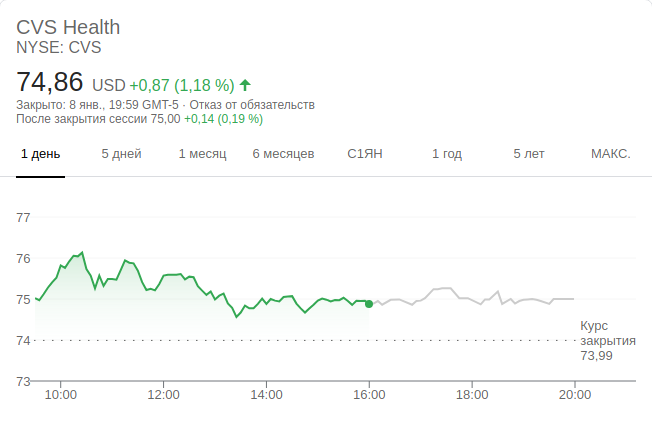 CVS Health
NYSE: CVS
74,86 USD +0,87 (1,18 %)
Закрыто: 8 янв., 19:59 GMT-5 · Отказ от обязательств
После закрытия сессии 75,00 +0,14 (0,19 %)
1 день 5 дней 1 месяц 6 месяцев С1ЯН 1 год 5 лет МАКС.
77
76
75
74
Курс
закрытия
73,99
73
10:00 12:00 14:00 16:00 18:00 20:00